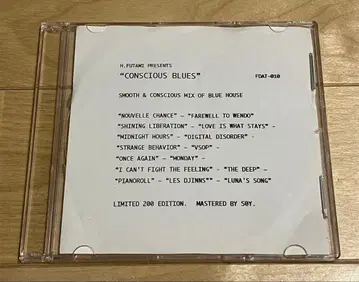 H.FUTAMI PRESENTS
"CONSCIOUS BLUES"
FDAT-010
SMOOTH & CONSCIOUS MIX OF BLUE HOUSE
"NOUVELLE CHANCE" – "FAREWELL TO WENDO"
"SHINING LIBERATION" – "LOVE IS WHAT STAYS" –
"MIDNIGHT HOURS" – "DIGITAL DISORDER" –
"STRANGE BEHAVIOR" – "VSOP" –
"ONCE AGAIN" – "MONDAY" –
"I CAN'T FIGHT THE FEELING" – "THE DEEP" –
"PIANOROLL" – "LES DJINNS"" – "LUNA'S SONG"
LIMITED 200 EDITION. MASTERED BY S0Y.